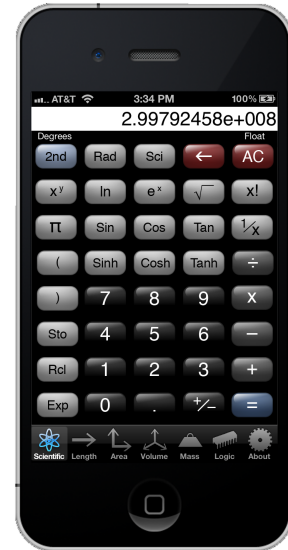 AT&T 3:34 PM 100%
2.99792458e+008
Degrees Float
2nd Rad Sci ← AC
xʸ ln eˣ √ x!
π Sin Cos Tan 1/x
( Sinh Cosh Tanh ÷
) 7 8 9 x
Sto 4 5 6 −
Rcl 1 2 3 +
Exp 0 . +/− =
Scientific Length Area Volume Mass Logic About